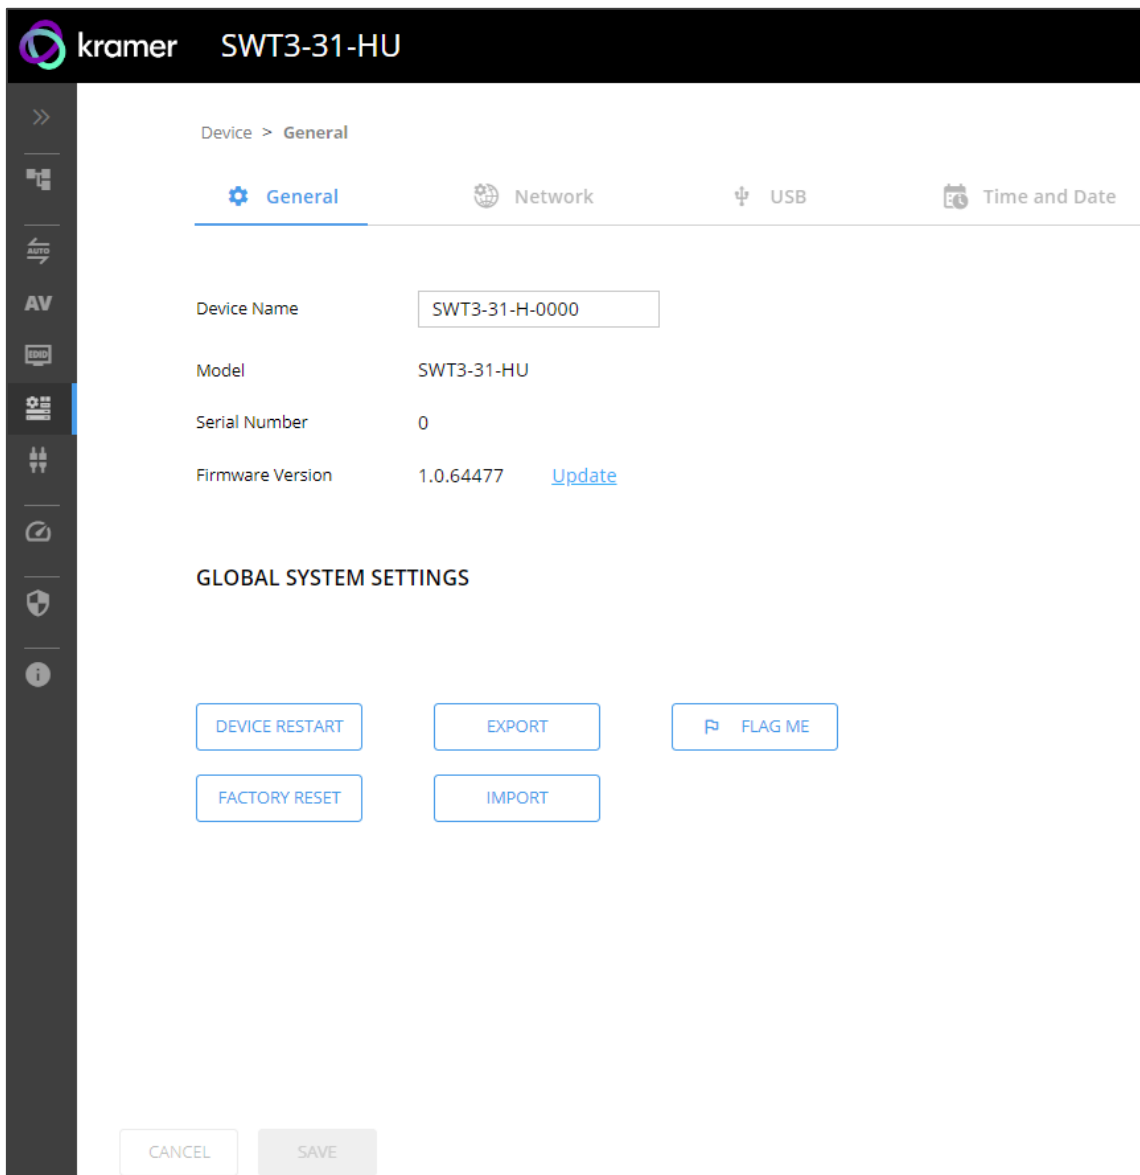 kramer SWT3-31-HU
Device > General
General Network USB Time and Date
AUTO
AV
EDID
Device Name SWT3-31-H-0000
Model SWT3-31-HU
Serial Number 0
Firmware Version 1.0.64477 Update
GLOBAL SYSTEM SETTINGS
DEVICE RESTART EXPORT FLAG ME
FACTORY RESET IMPORT
CANCEL SAVE